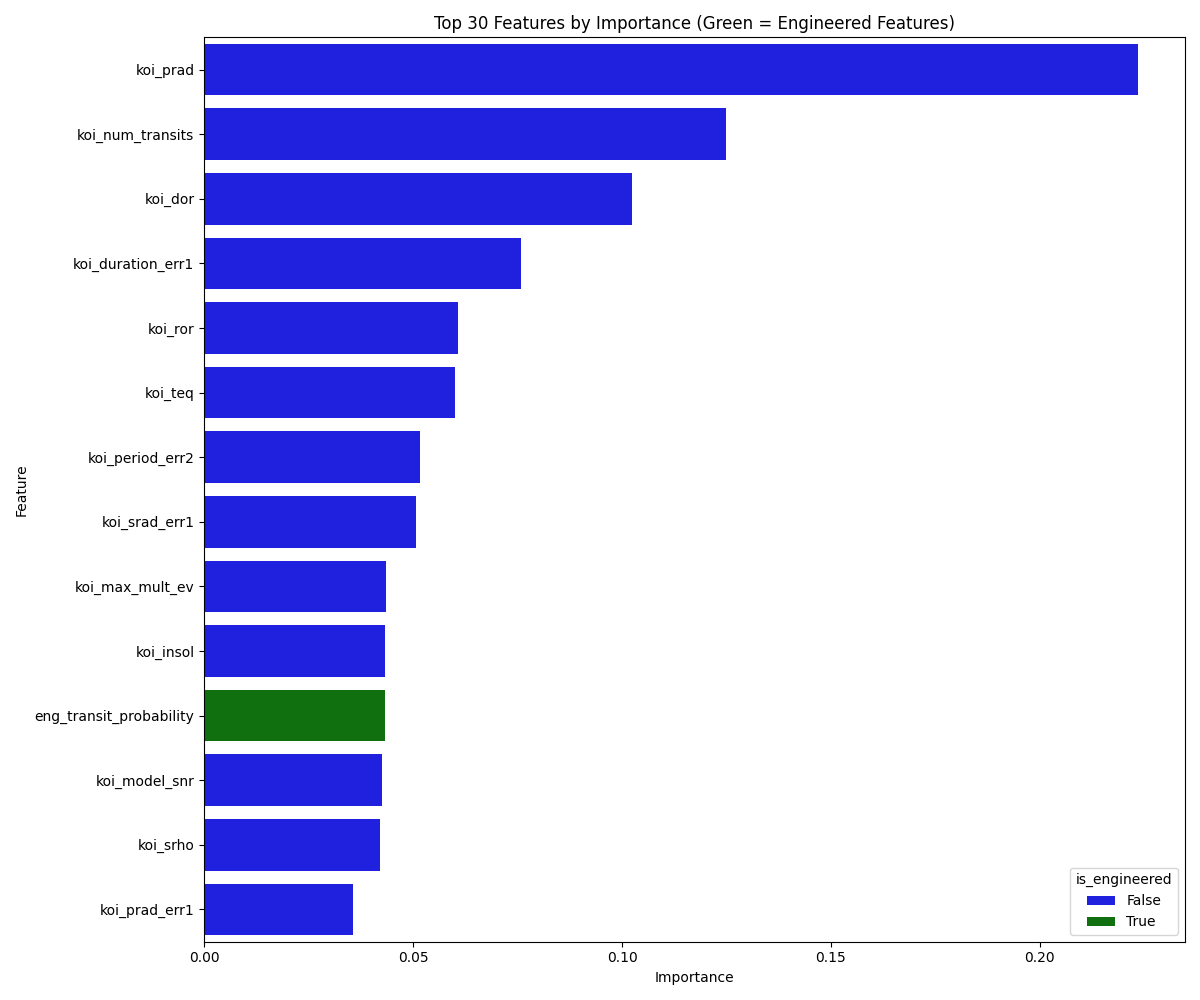 Top 30 Features by Importance (Green = Engineered Features)
koi_prad
koi_num_transits
koi_dor
koi_duration_err1
koi_ror
koi_teq
koi_period_err2
koi_srad_err1
koi_max_mult_ev
koi_insol
eng_transit_probability
koi_model_snr
koi_srho
koi_prad_err1
Feature
is_engineered
False
True
0.00 0.05 0.10 0.15 0.20
Importance